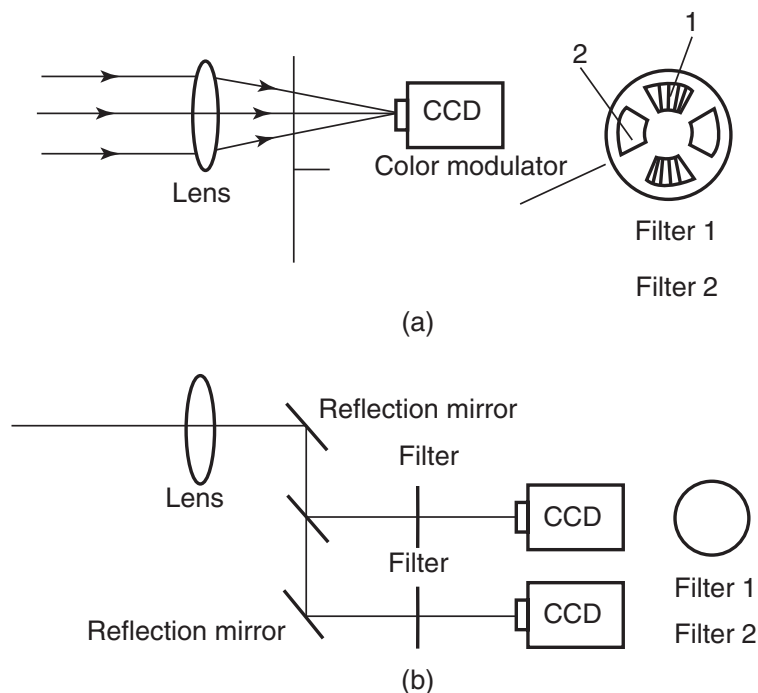 1
2
CCD
Color modulator
Lens
Filter 1
Filter 2
(a)
Reflection mirror
Filter
Lens
CCD
Filter
Filter 1
CCD
Reflection mirror
Filter 2
(b)